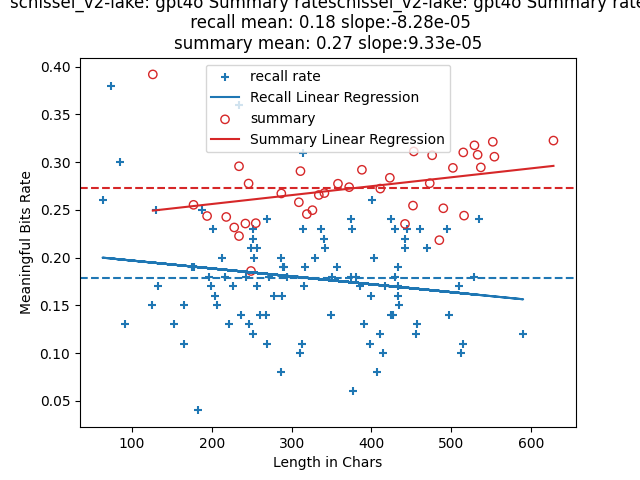 schissel_v2-lake: gpt4o Summary rateschissel_v2-lake: gpt4o Summary rate
recall mean: 0.18 slope:-8.28e-05
summary mean: 0.27 slope:9.33e-05
0.40
0.35
0.30
0.25
0.20
0.15
0.10
0.05
Meaningful Bits Rate
recall rate
Recall Linear Regression
summary
Summary Linear Regression
100 200 300 400 500 600
Length in Chars